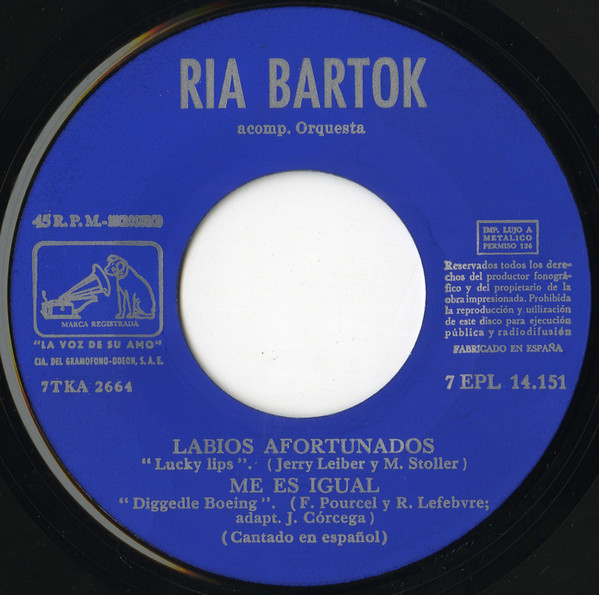 RIA BARTOK
acomp. Orquesta
45 R. P. M.-
IMP. LUJO A
METALICO
PERMISO 126
Reservados todos los dere-
chos del productor fonográ-
fico y del propietario de la
obra impresionada. Prohibida
la reproducción y utilización
de este disco para ejecución
pública y radiodifusión
FABRICADO EN ESPAÑA
MARCA REGISTRADA
"LA VOZ DE SU AMO"
CIA. DEL GRAMOFONO-ODEON, S. A. E.
7TKA 2664
7 EPL 14.151
LABIOS AFORTUNADOS
"Lucky lips". (Jerry Leiber y M. Stoller)
ME ES IGUAL
"Diggedle Boeing". (F. Pourcel y R. Lefebvre;
adapt. J. Córcega)
(Cantado en español)